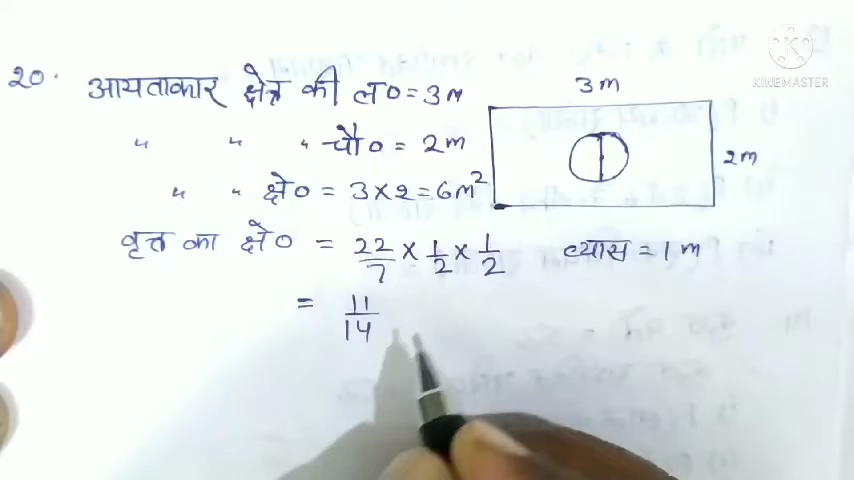 20. आयताकार क्षेत्र की ल० = 3m
" " " चौ० = 2m
" " क्षे० = 3 × 2 = 6m²
वृत्त का क्षे० = 22/7 × 1/2 × 1/2
= 11/14
3m
2m
व्यास = 1m
KINEMASTER